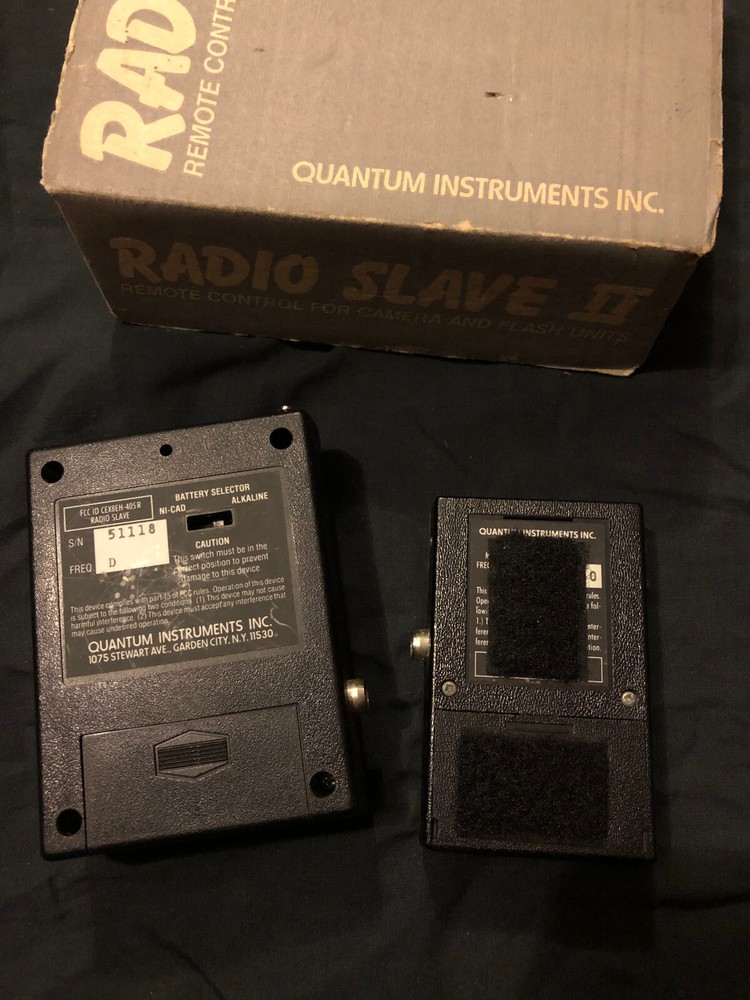 RAD
REMOTE CONTR
QUANTUM INSTRUMENTS INC.
RADIO SLAVE II
REMOTE CONTROL FOR CAMERA AND FLASH UNITS
FCC ID CEX8EH-405R
RADIO SLAVE
BATTERY SELECTOR
NI-CAD ALKALINE
S/N 51118
FREQ. D
CAUTION
This switch must be in the
correct position to prevent
damage to this device.
This device complies with part 15 of FCC rules. Operation of this device
is subject to the following two conditions. (1) This device may not cause
harmful interference. (2) This device must accept any interference that
may cause undesired operation.
QUANTUM INSTRUMENTS INC.
1075 STEWART AVE., GARDEN CITY, N.Y. 11530
QUANTUM INSTRUMENTS INC.
FREQ
This rules